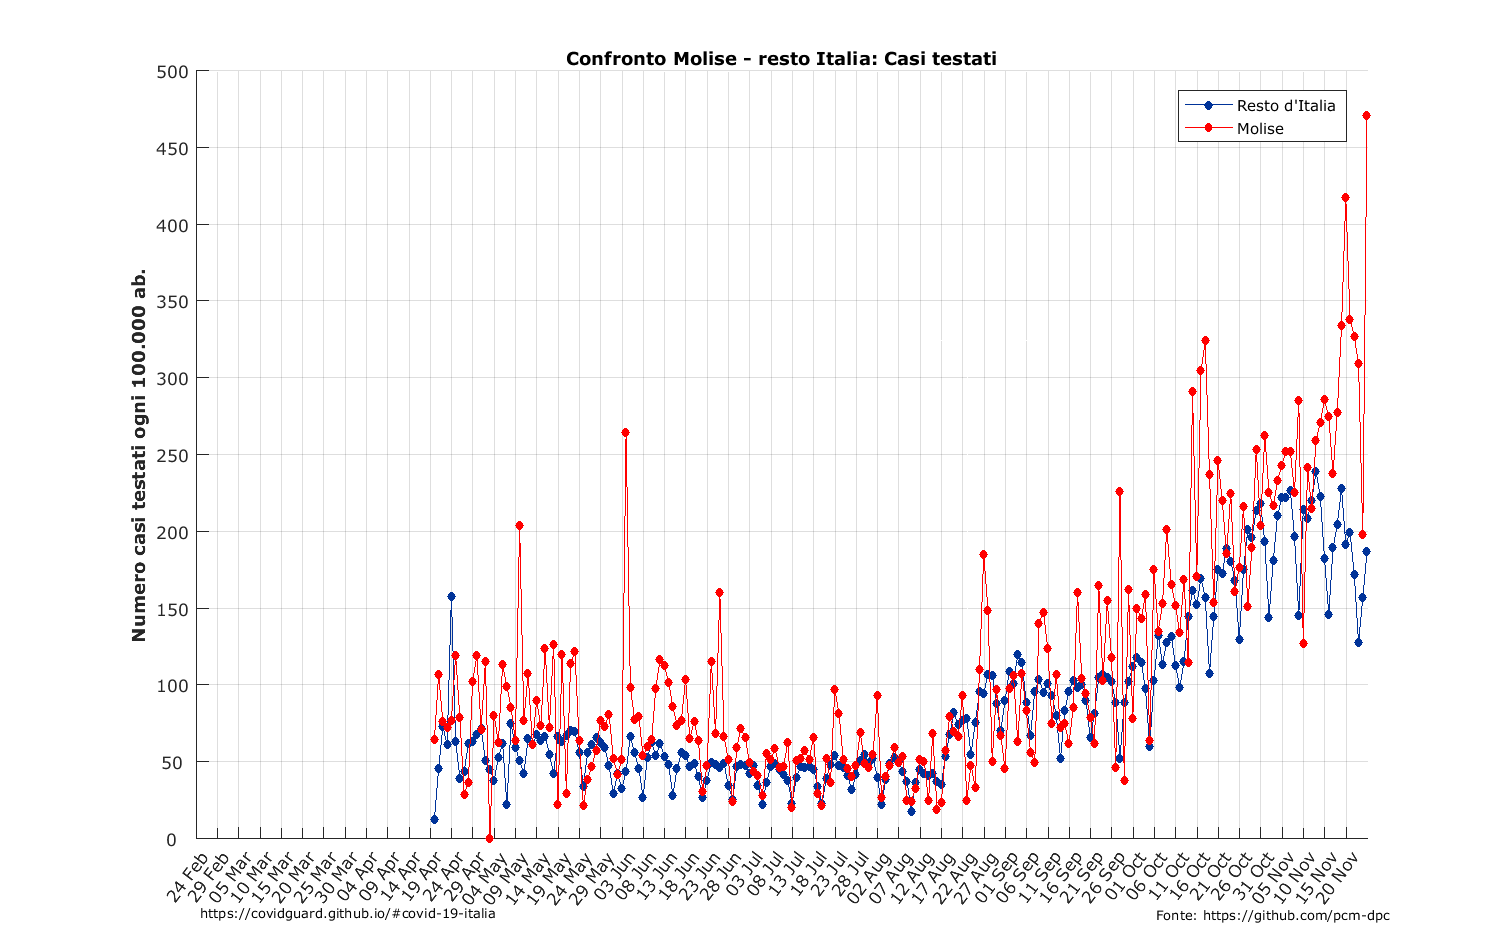 Confronto Molise - resto Italia: Casi testati
Resto d'Italia
Molise
Numero casi testati ogni 100.000 ab.
500
450
400
350
300
250
200
150
100
50
0
24 Feb
29 Feb
05 Mar
10 Mar
15 Mar
20 Mar
25 Mar
30 Mar
04 Apr
09 Apr
14 Apr
19 Apr
24 Apr
29 Apr
04 May
09 May
14 May
19 May
24 May
29 May
03 Jun
08 Jun
13 Jun
18 Jun
23 Jun
28 Jun
03 Jul
08 Jul
13 Jul
18 Jul
23 Jul
28 Jul
02 Aug
07 Aug
12 Aug
17 Aug
22 Aug
27 Aug
01 Sep
06 Sep
11 Sep
16 Sep
21 Sep
26 Sep
01 Oct
06 Oct
11 Oct
16 Oct
21 Oct
26 Oct
31 Oct
05 Nov
10 Nov
15 Nov
20 Nov
https://covidguard.github.io/#covid-19-italia
Fonte: https://github.com/pcm-dpc